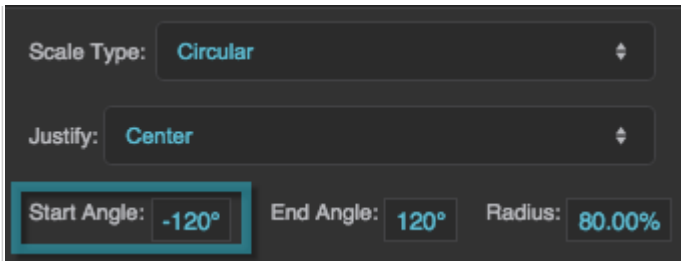 Scale Type: Circular
Justify: Center
Start Angle: -120° End Angle: 120° Radius: 80.00%